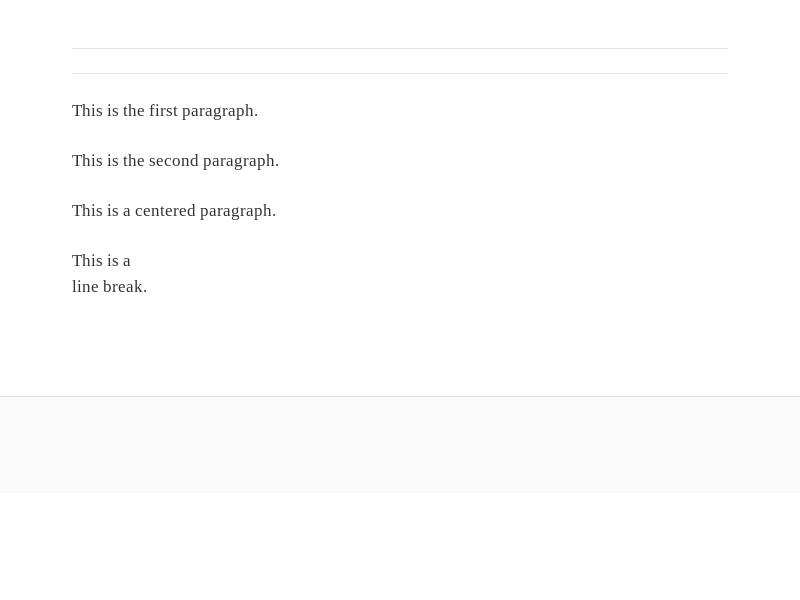 This is the first paragraph.
This is the second paragraph.
This is a centered paragraph.
This is a
line break.